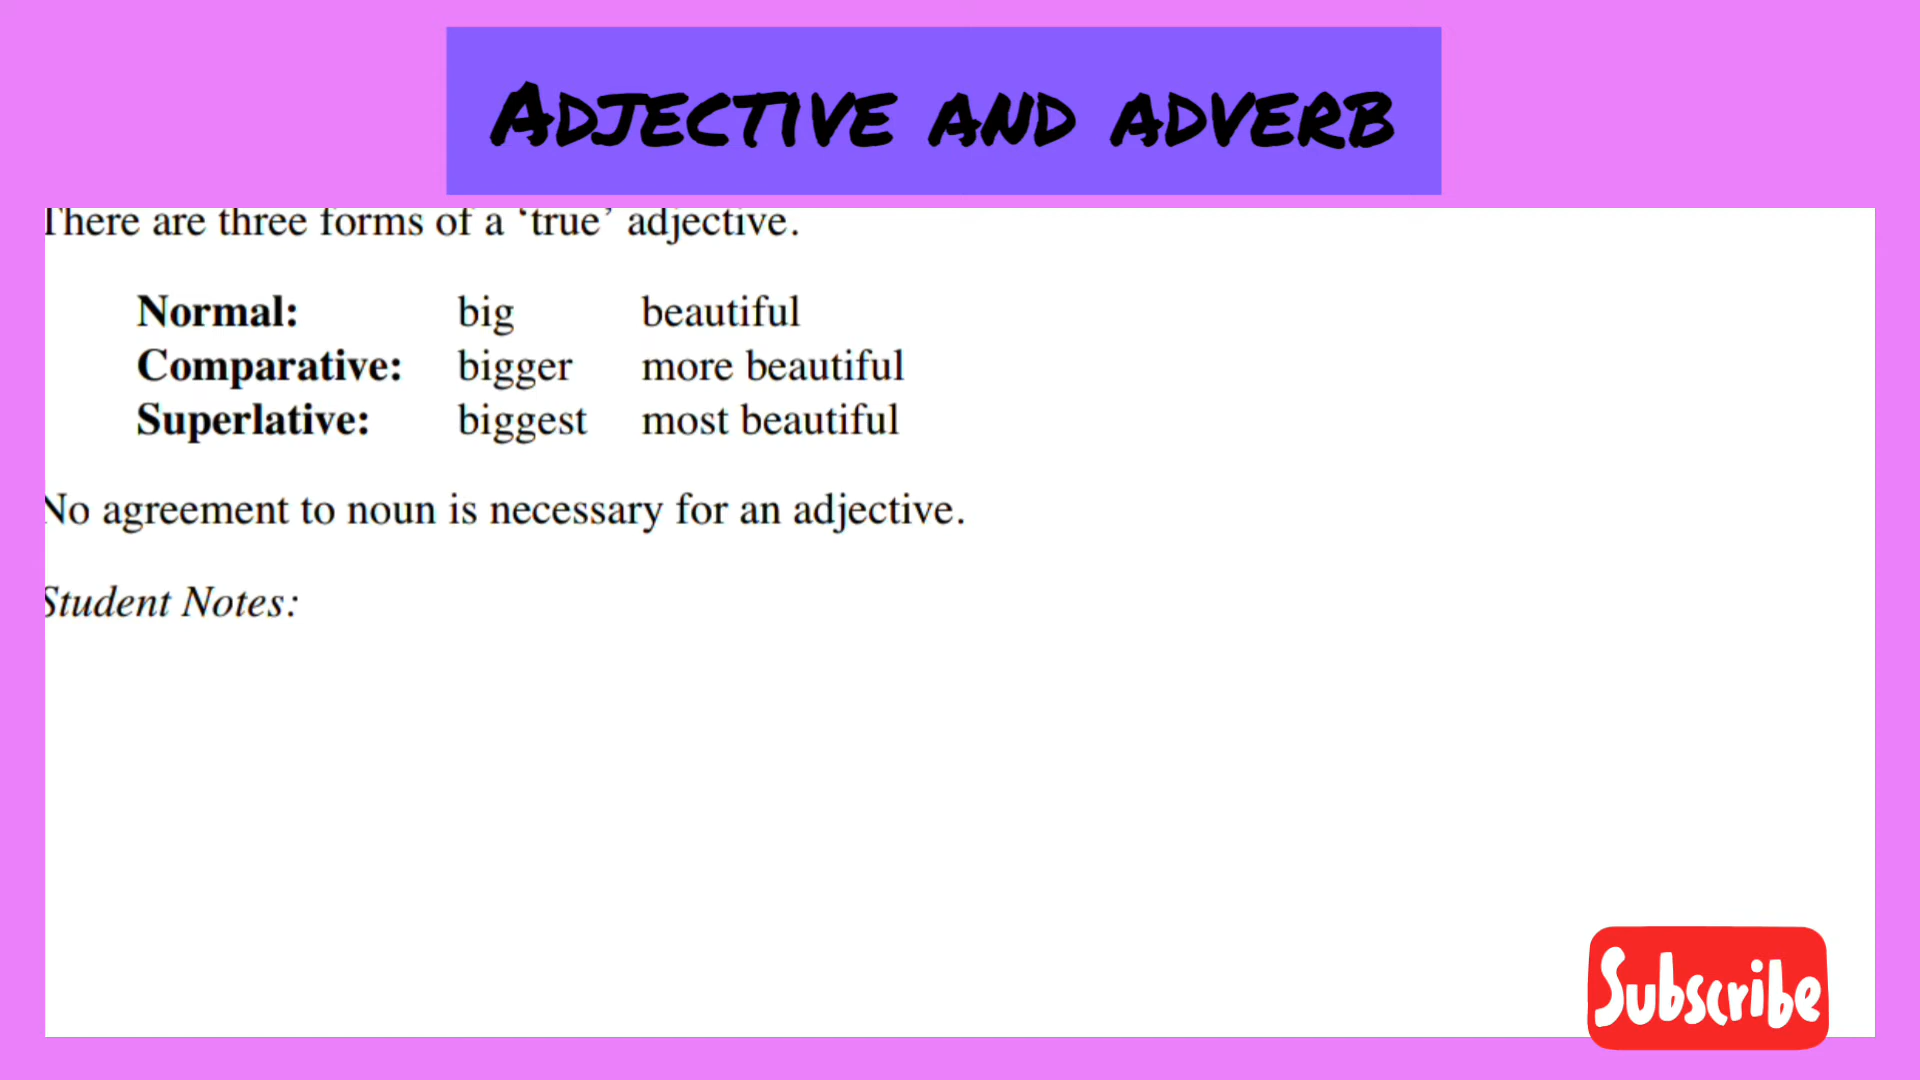 ADJECTIVE AND ADVERB
There are three forms of a ‘true’ adjective.
Normal: big beautiful
Comparative: bigger more beautiful
Superlative: biggest most beautiful
No agreement to noun is necessary for an adjective.
Student Notes:
Subscribe